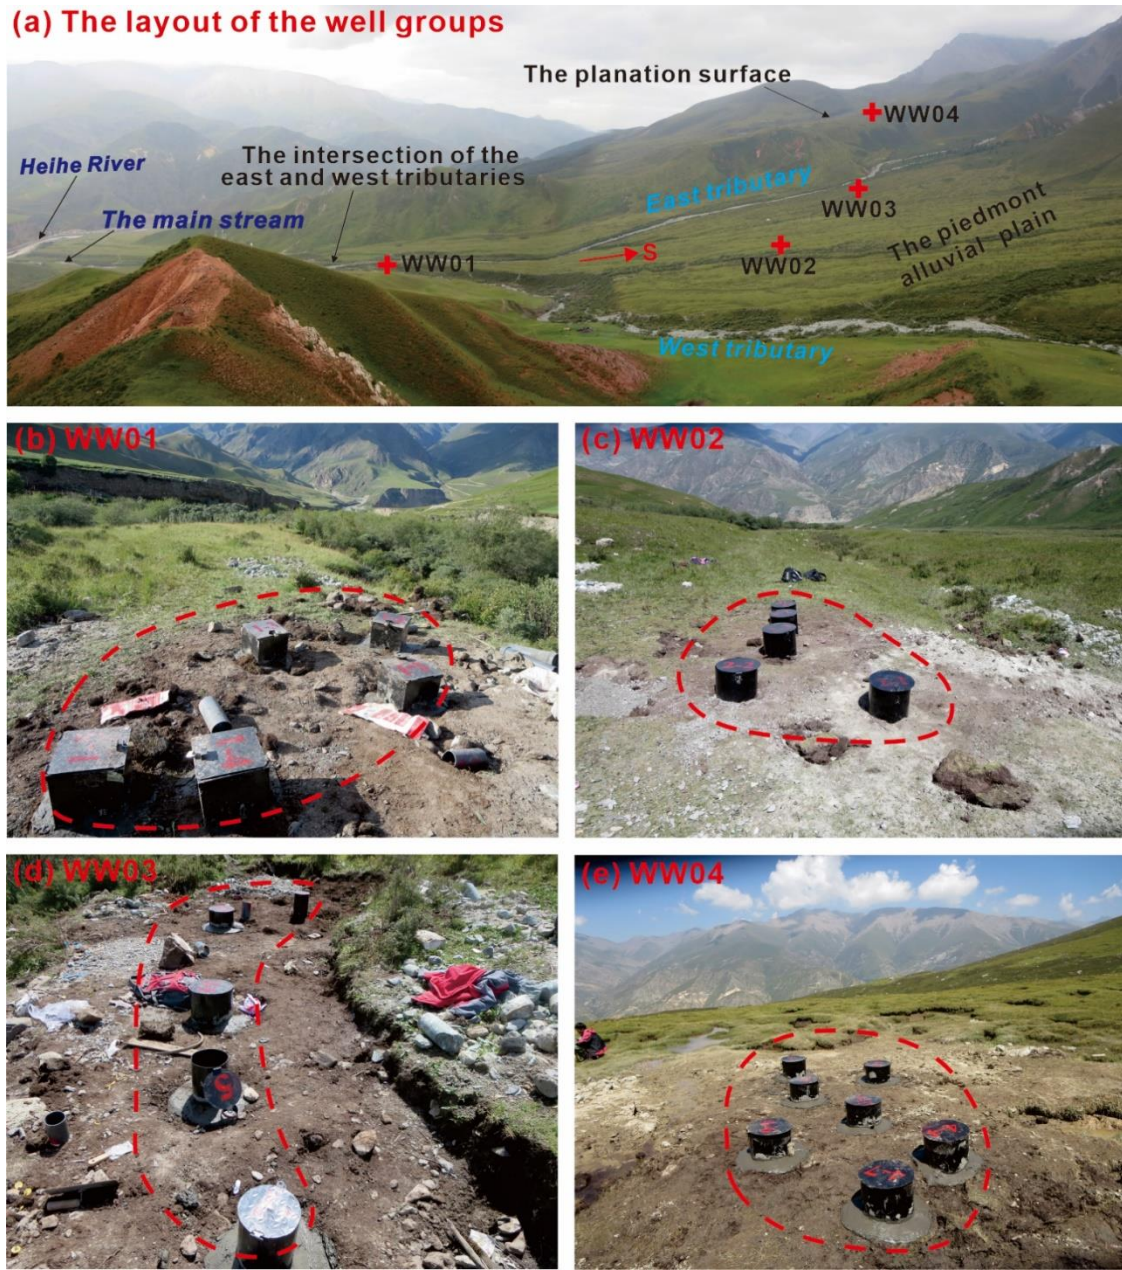 (a) The layout of the well groups
The planation surface
WW04
The intersection of the
east and west tributaries
Heihe River
East tributary
WW03
The main stream
The piedmont
alluvial plain
S
WW01
WW02
West tributary
(b) WW01
(c) WW02
(d) WW03
5
(e) WW04